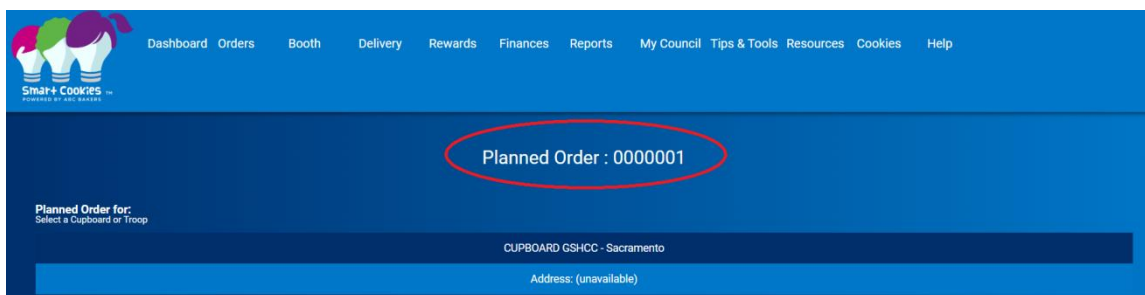 Dashboard Orders Booth Delivery Rewards Finances Reports My Council Tips & Tools Resources Cookies Help
Smart Cookies TM
POWERED BY ABC BAKERS
Planned Order : 0000001
Planned Order for:
Select a Cupboard or Troop
CUPBOARD GSHCC - Sacramento
Address: (unavailable)